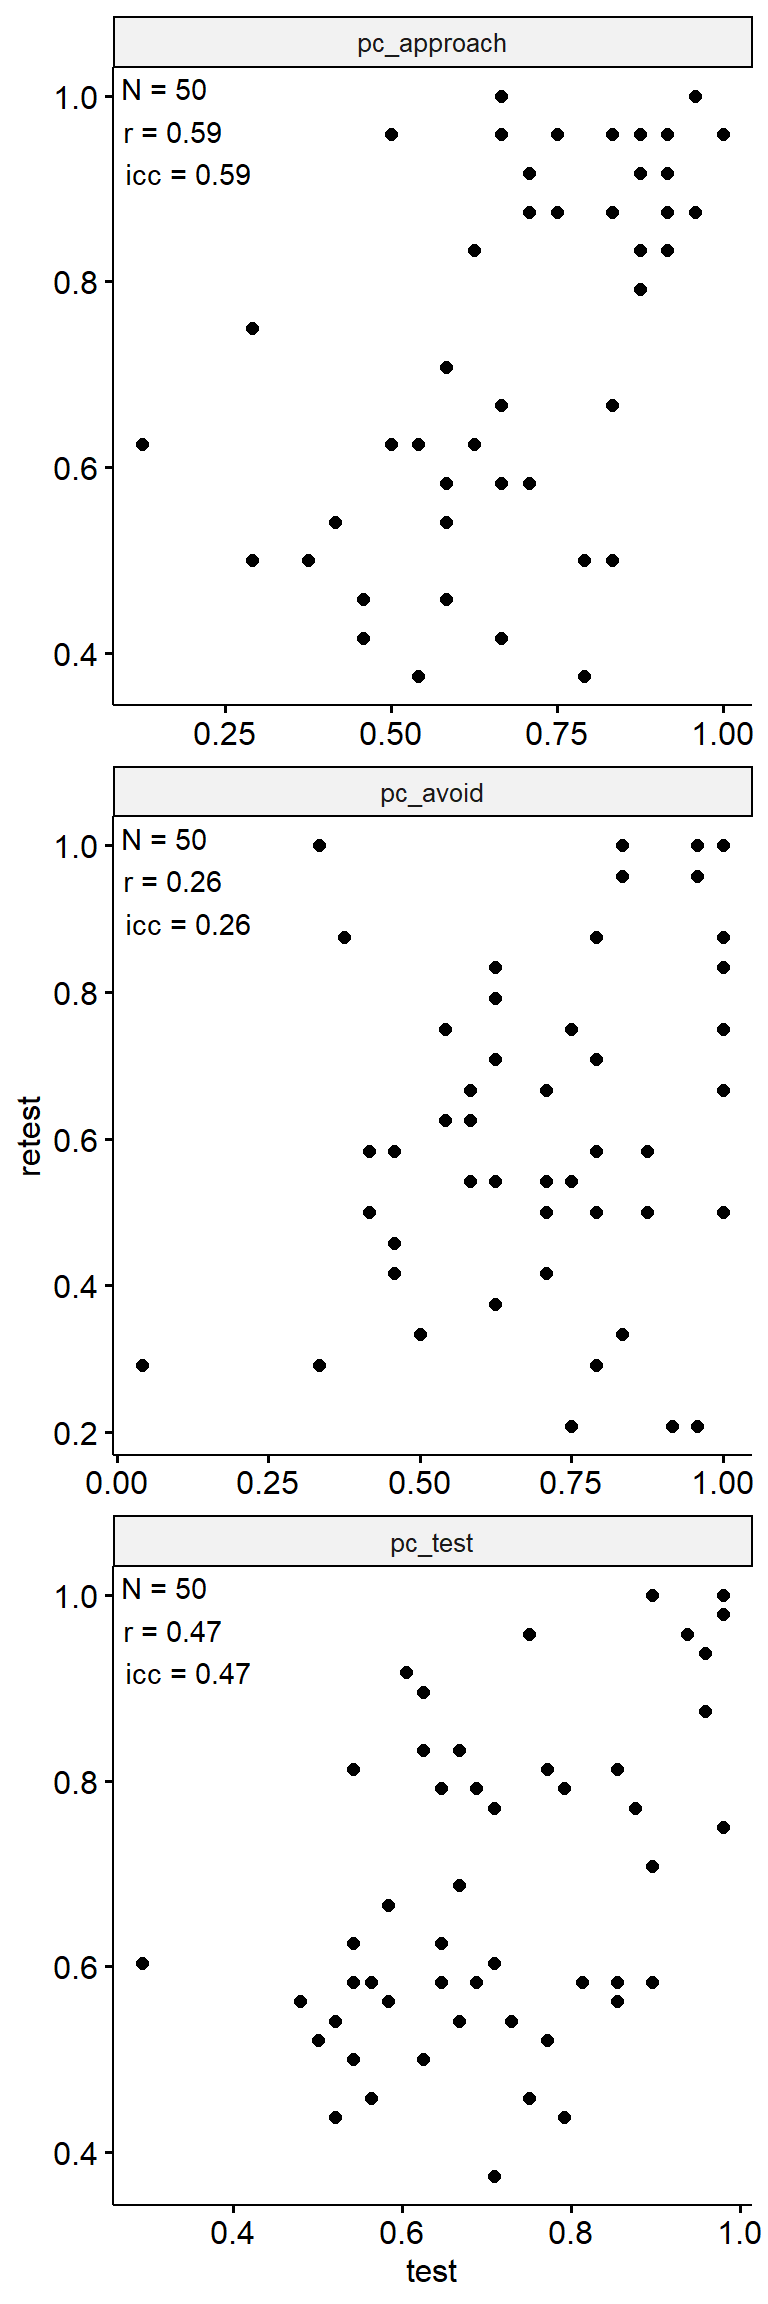 pc_approach
N = 50
r = 0.59
icc = 0.59
1.0
0.8
0.6
0.4
0.25 0.50 0.75 1.00
pc_avoid
N = 50
r = 0.26
icc = 0.26
1.0
0.8
0.6
0.4
0.2
0.00 0.25 0.50 0.75 1.00
retest
pc_test
N = 50
r = 0.47
icc = 0.47
1.0
0.8
0.6
0.4
0.4 0.6 0.8 1.0
test